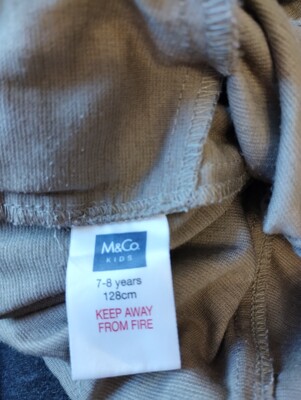 M&Co.
KIDS
7-8 years
128cm
KEEP AWAY
FROM FIRE